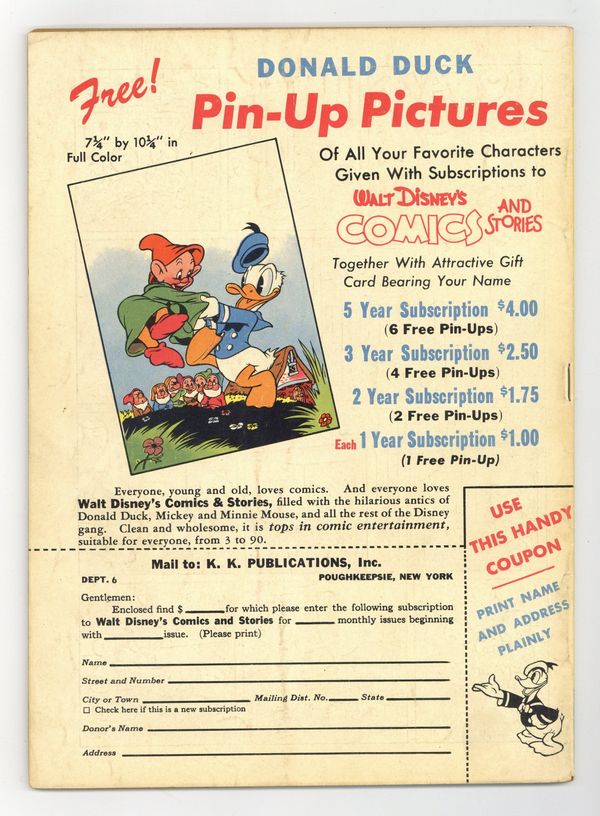 Free!
DONALD DUCK
Pin-Up Pictures
7¼" by 10¼" in
Full Color
Of All Your Favorite Characters
Given With Subscriptions to
WALT DISNEY'S
COMICS AND STORIES
Together With Attractive Gift
Card Bearing Your Name
5 Year Subscription $4.00
(6 Free Pin-Ups)
3 Year Subscription $2.50
(4 Free Pin-Ups)
2 Year Subscription $1.75
(2 Free Pin-Ups)
Each 1 Year Subscription $1.00
(1 Free Pin-Up)
Everyone, young and old, loves comics. And everyone loves
Walt Disney's Comics & Stories, filled with the hilarious antics of
Donald Duck, Mickey and Minnie Mouse, and all the rest of the Disney
gang. Clean and wholesome, it is tops in comic entertainment,
suitable for everyone, from 3 to 90.
USE
THIS HANDY
COUPON
PRINT NAME
AND ADDRESS
PLAINLY
Mail to: K. K. PUBLICATIONS, Inc.
DEPT. 6 POUGHKEEPSIE, NEW YORK
Gentlemen:
Enclosed find $ ______ for which please enter the following subscription
to Walt Disney's Comics and Stories for ______ monthly issues beginning
with ______ issue. (Please print)
Name
Street and Number
City or Town Mailing Dist. No. State
☐ Check here if this is a new subscription
Donor's Name
Address